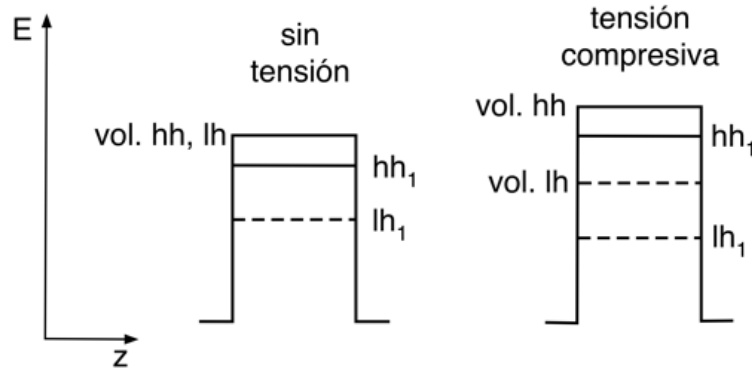 E
z
sin
tensión
vol. hh, lh
hh₁
lh₁
tensión
compresiva
vol. hh
hh₁
vol. lh
lh₁